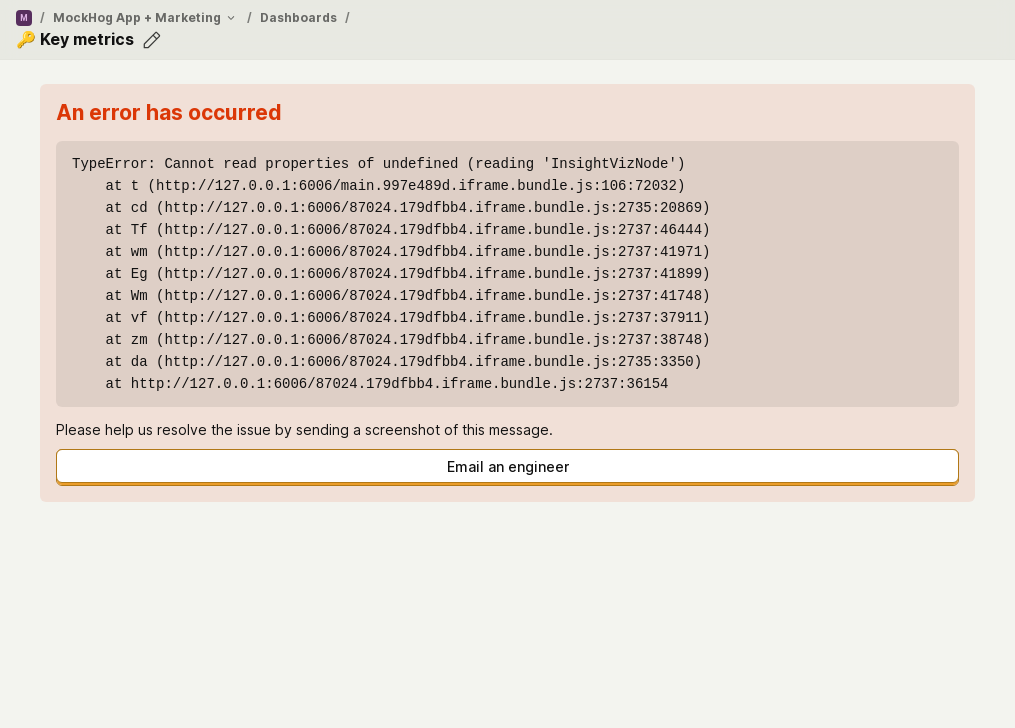 M / MockHog App + Marketing / Dashboards /
🔑 Key metrics
An error has occurred
TypeError: Cannot read properties of undefined (reading 'InsightVizNode')
    at t (http://127.0.0.1:6006/main.997e489d.iframe.bundle.js:106:72032)
    at cd (http://127.0.0.1:6006/87024.179dfbb4.iframe.bundle.js:2735:20869)
    at Tf (http://127.0.0.1:6006/87024.179dfbb4.iframe.bundle.js:2737:46444)
    at wm (http://127.0.0.1:6006/87024.179dfbb4.iframe.bundle.js:2737:41971)
    at Eg (http://127.0.0.1:6006/87024.179dfbb4.iframe.bundle.js:2737:41899)
    at Wm (http://127.0.0.1:6006/87024.179dfbb4.iframe.bundle.js:2737:41748)
    at vf (http://127.0.0.1:6006/87024.179dfbb4.iframe.bundle.js:2737:37911)
    at zm (http://127.0.0.1:6006/87024.179dfbb4.iframe.bundle.js:2737:38748)
    at da (http://127.0.0.1:6006/87024.179dfbb4.iframe.bundle.js:2735:3350)
    at http://127.0.0.1:6006/87024.179dfbb4.iframe.bundle.js:2737:36154
Please help us resolve the issue by sending a screenshot of this message.
Email an engineer